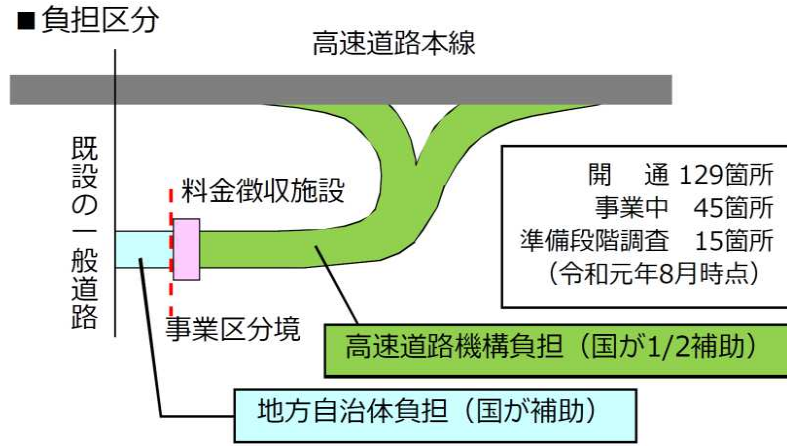 ■負担区分
高速道路本線
既設の一般道路
料金徴収施設
開　通 129箇所
事業中　45箇所
準備段階調査　15箇所
（令和元年8月時点）
事業区分境
高速道路機構負担（国が1/2補助）
地方自治体負担（国が補助）